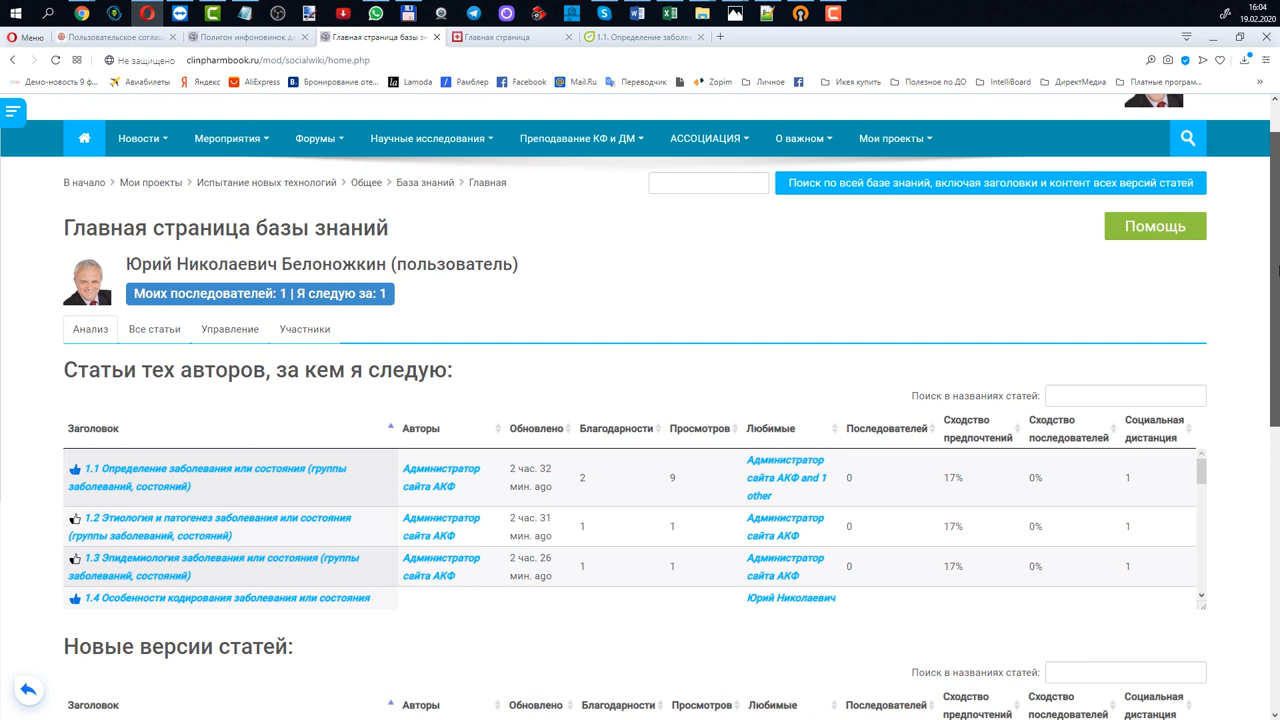 16:04
19.02.2020
Меню
Пользовательское соглаш
Полигон инфоновинок д
Главная страница базы зн
Главная страница
1.1. Определение заболев
Не защищено
clinpharmbook.ru/mod/socialwiki/home.php
Демо-новость 9 ф...
Авиабилеты
Яндекс
AliExpress
Бронирование оте...
Lamoda
Рамблер
Facebook
Mail.Ru
Переводчик
Zopim
Личное
Икея купить
Полезное по ДО
IntelliBoard
ДиректМедиа
Платные програм...
Новости
Мероприятия
Форумы
Научные исследования
Преподавание КФ и ДМ
АССОЦИАЦИЯ
О важном
Мои проекты
В начало > Мои проекты > Испытание новых технологий > Общее > База знаний > Главная
Поиск по всей базе знаний, включая заголовки и контент всех версий статей
Главная страница базы знаний
Помощь
Юрий Николаевич Белоножкин (пользователь)
Моих последователей: 1 | Я следую за: 1
Анализ
Все статьи
Управление
Участники
Статьи тех авторов, за кем я следую:
Поиск в названиях статей:
Заголовок
Авторы
Обновлено
Благодарности
Просмотров
Любимые
Последователей
Сходство
предпочтений
Сходство
последователей
Социальная
дистанция
1.1 Определение заболевания или состояния (группы
заболеваний, состояний)
Администратор
сайта АКФ
2 час. 32
мин. ago
2
9
Администратор
сайта АКФ and 1
other
0
17%
0%
1
1.2 Этиология и патогенез заболевания или состояния
(группы заболеваний, состояний)
Администратор
сайта АКФ
2 час. 31
мин. ago
1
1
Администратор
сайта АКФ
0
17%
0%
1
1.3 Эпидемиология заболевания или состояния (группы
заболеваний, состояний)
Администратор
сайта АКФ
2 час. 26
мин. ago
1
1
Администратор
сайта АКФ
0
17%
0%
1
1.4 Особенности кодирования заболевания или состояния
Юрий Николаевич
Новые версии статей:
Поиск в названиях статей:
Заголовок
Авторы
Обновлено
Благодарности
Просмотров
Любимые
Последователей
Сходство
предпочтений
Сходство
последователей
Социальная
дистанция